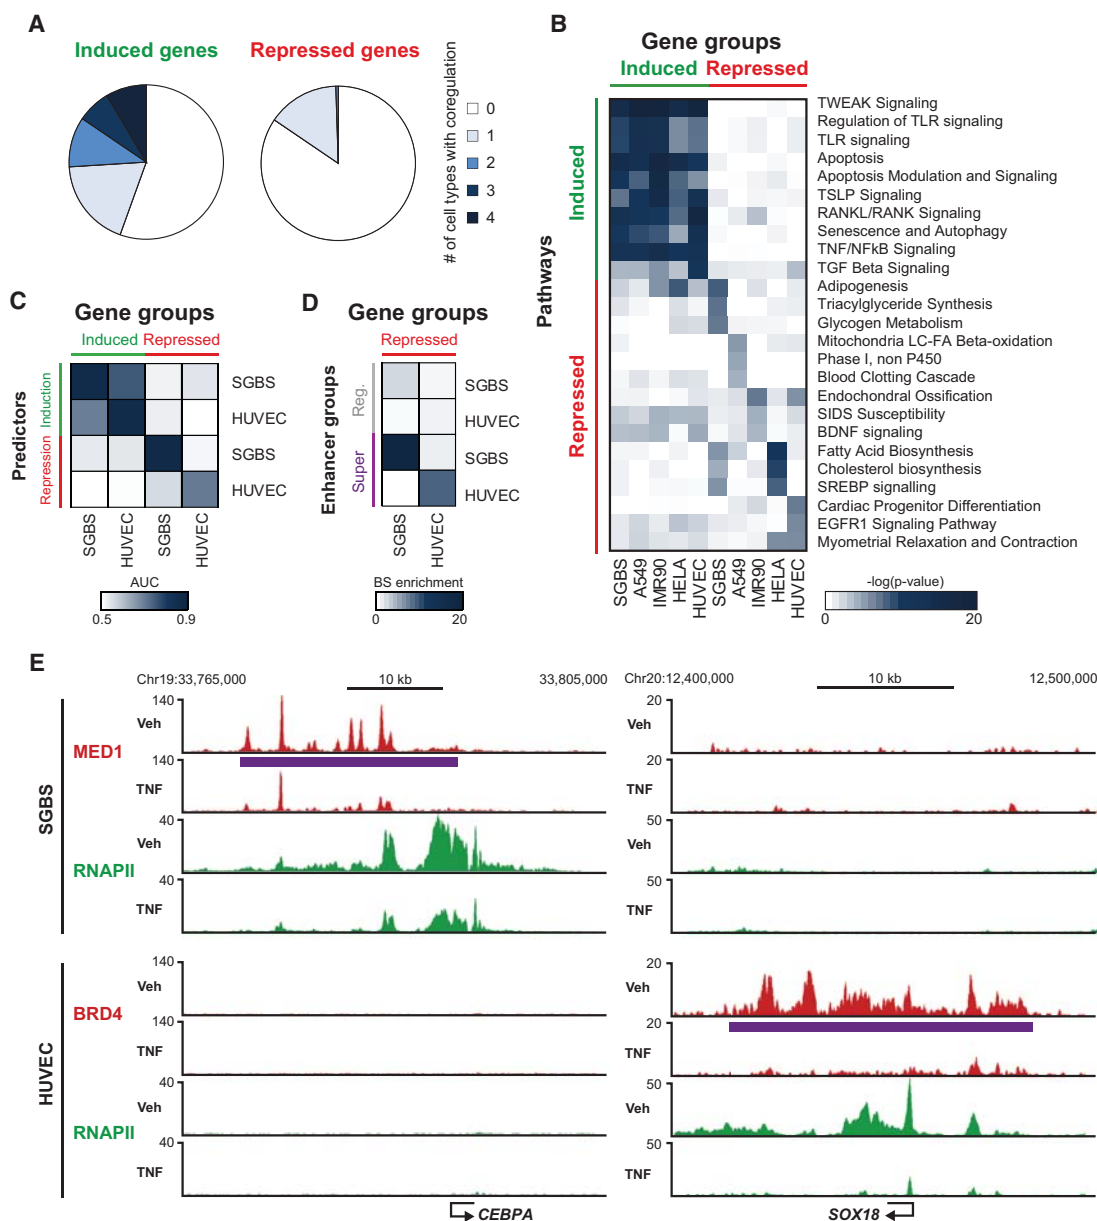 A
Induced genes
Repressed genes
# of cell types with coregulation
0
1
2
3
4
B
Gene groups
Induced Repressed
Pathways
Induced
Repressed
TWEAK Signaling
Regulation of TLR signaling
TLR signaling
Apoptosis
Apoptosis Modulation and Signaling
TSLP Signaling
RANKL/RANK Signaling
Senescence and Autophagy
TNF/NFkB Signaling
TGF Beta Signaling
Adipogenesis
Triacylglyceride Synthesis
Glycogen Metabolism
Mitochondria LC-FA Beta-oxidation
Phase I, non P450
Blood Clotting Cascade
Endochondral Ossification
SIDS Susceptibility
BDNF signaling
Fatty Acid Biosynthesis
Cholesterol biosynthesis
SREBP signalling
Cardiac Progenitor Differentiation
EGFR1 Signaling Pathway
Myometrial Relaxation and Contraction
SGBS
A549
IMR90
HELA
HUVEC
SGBS
A549
IMR90
HELA
HUVEC
-log(p-value)
0 20
C
Gene groups
Induced Repressed
Predictors
Induction
Repression
SGBS
HUVEC
SGBS
HUVEC
SGBS
HUVEC
SGBS
HUVEC
AUC
0.5 0.9
D
Gene groups
Repressed
Enhancer groups
Reg.
Super
SGBS
HUVEC
SGBS
HUVEC
SGBS
HUVEC
BS enrichment
0 20
E
Chr19:33,765,000 10 kb 33,805,000
Chr20:12,400,000 10 kb 12,500,000
SGBS
MED1
140
Veh
140
TNF
RNAPII
40
Veh
40
TNF
20
Veh
20
TNF
50
Veh
50
TNF
HUVEC
BRD4
140
Veh
140
TNF
RNAPII
40
Veh
40
TNF
20
Veh
20
TNF
50
Veh
50
TNF
CEBPA
SOX18